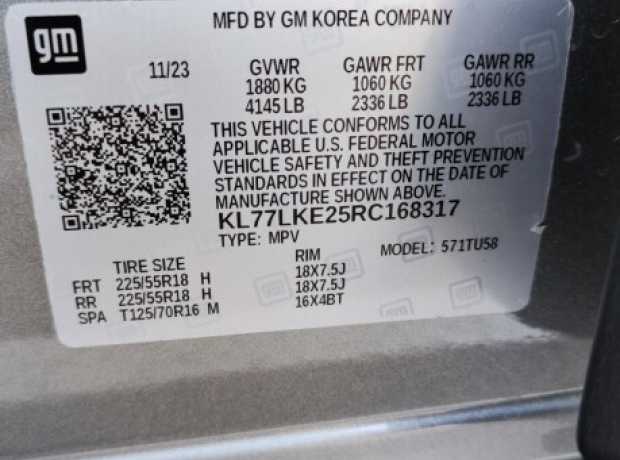 gm
MFD BY GM KOREA COMPANY
11/23 GVWR GAWR FRT GAWR RR
1880 KG 1060 KG 1060 KG
4145 LB 2336 LB 2336 LB
THIS VEHICLE CONFORMS TO ALL
APPLICABLE U.S. FEDERAL MOTOR
VEHICLE SAFETY AND THEFT PREVENTION
STANDARDS IN EFFECT ON THE DATE OF
MANUFACTURE SHOWN ABOVE.
KL77LKE25RC168317
TYPE: MPV MODEL: 571TU58
TIRE SIZE RIM
FRT 225/55R18 H 18X7.5J
RR 225/55R18 H 18X7.5J
SPA T125/70R16 M 16X4BT